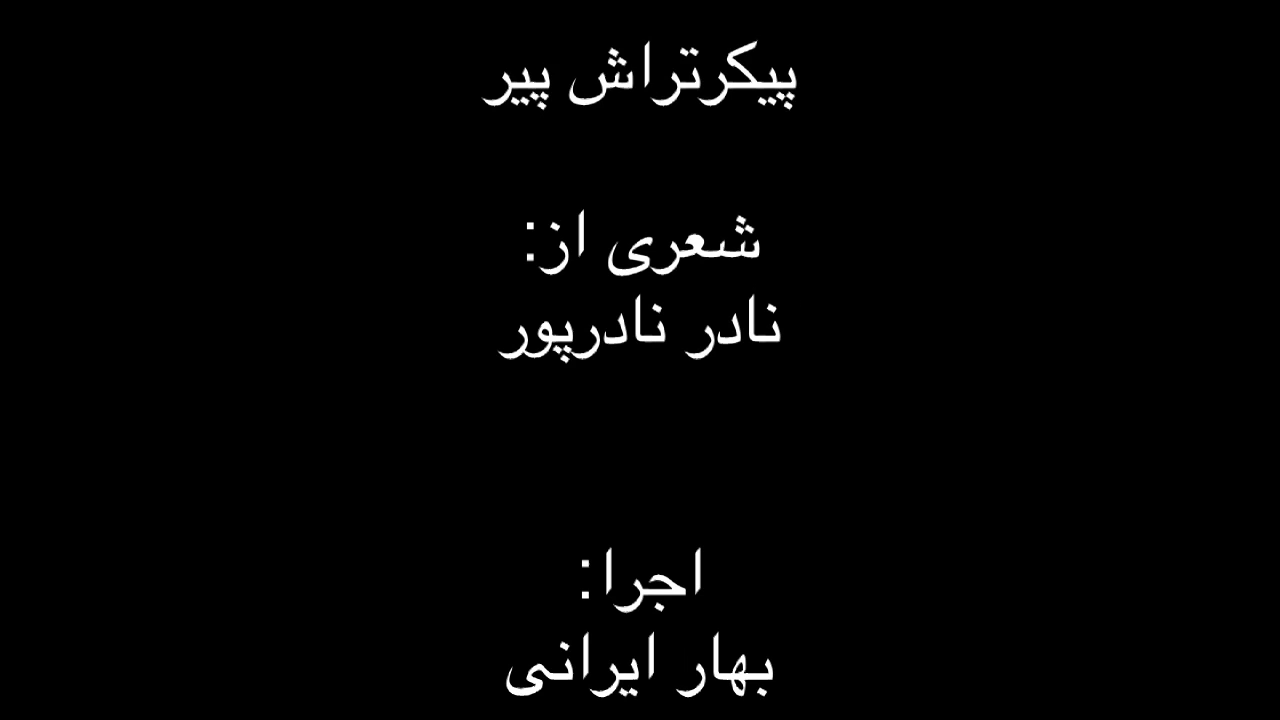 پیکرتراش پیر
شعری از:
نادر نادرپور
اجرا:
بهار ایرانی